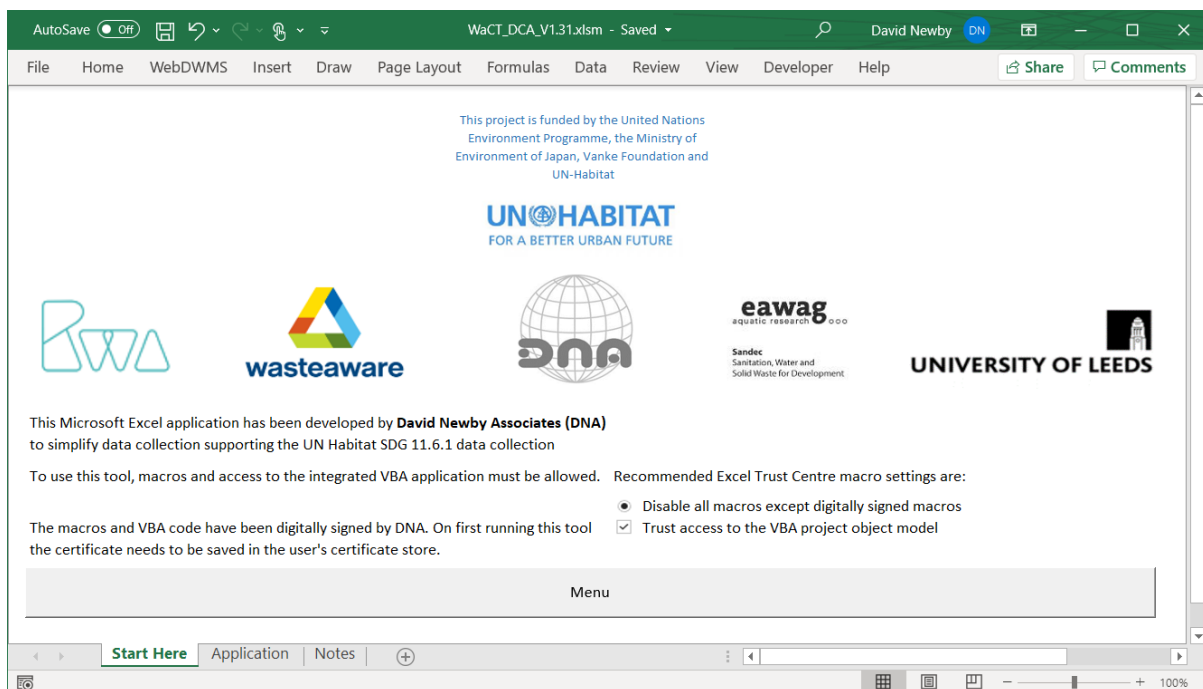 AutoSave Off WaCT_DCA_V1.31.xlsm - Saved David Newby DN
File Home WebDWMS Insert Draw Page Layout Formulas Data Review View Developer Help Share Comments
This project is funded by the United Nations
Environment Programme, the Ministry of
Environment of Japan, Vanke Foundation and
UN-Habitat
UN HABITAT
FOR A BETTER URBAN FUTURE
RWA
wasteaware
DNA
eawag
aquatic research
Sandec
Sanitation, Water and
Solid Waste for Development
UNIVERSITY OF LEEDS
This Microsoft Excel application has been developed by David Newby Associates (DNA)
to simplify data collection supporting the UN Habitat SDG 11.6.1 data collection
To use this tool, macros and access to the integrated VBA application must be allowed. Recommended Excel Trust Centre macro settings are:
Disable all macros except digitally signed macros
The macros and VBA code have been digitally signed by DNA. On first running this tool Trust access to the VBA project object model
the certificate needs to be saved in the user's certificate store.
Menu
Start Here Application Notes
100%